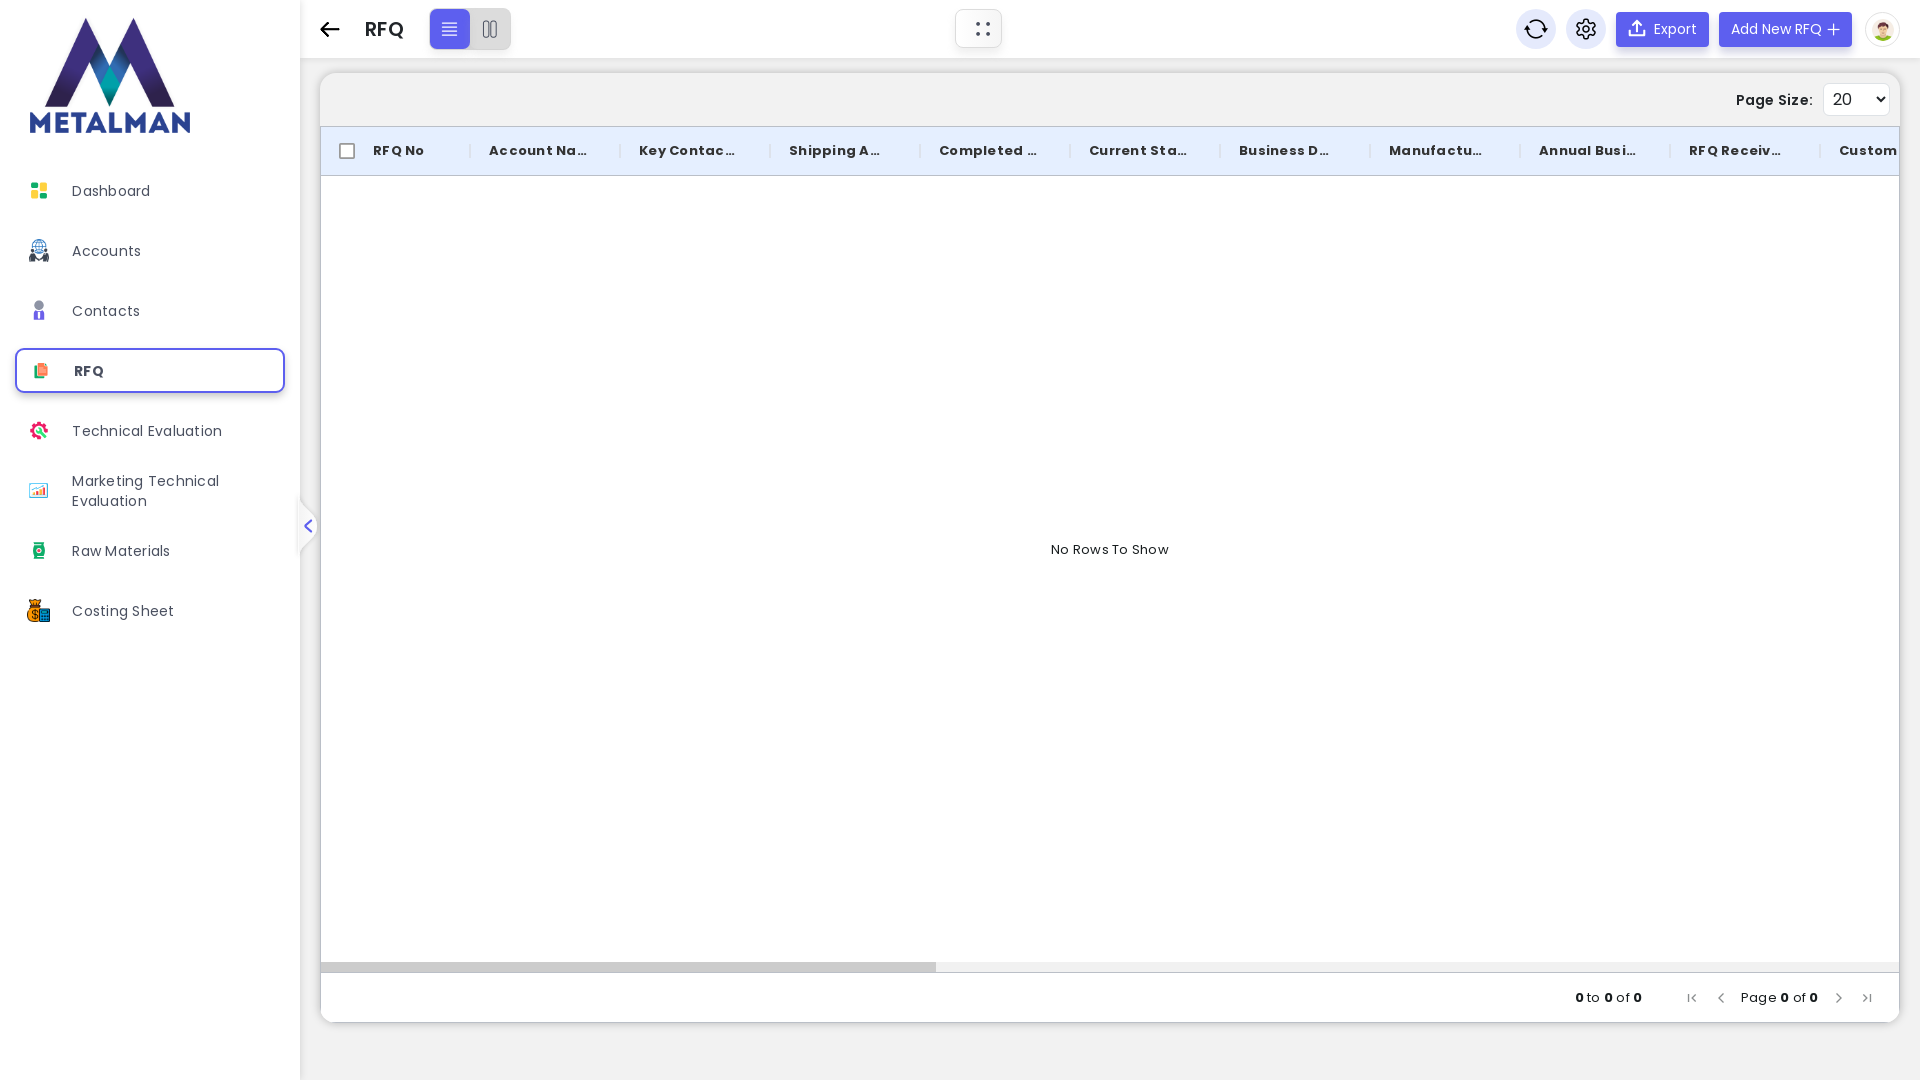 METALMAN
Dashboard
Accounts
Contacts
RFQ
Technical Evaluation
Marketing Technical
Evaluation
Raw Materials
Costing Sheet
RFQ
Export
Add New RFQ
Page Size: 20
RFQ No Account Na... Key Contac... Shipping A... Completed ... Current Sta... Business D... Manufactu... Annual Busi... RFQ Receiv... Custom
No Rows To Show
0 to 0 of 0 Page 0 of 0